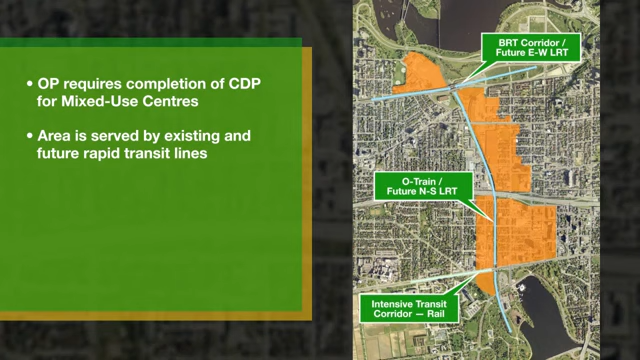 • OP requires completion of CDP
for Mixed-Use Centres
• Area is served by existing and
future rapid transit lines
BRT Corridor /
Future E-W LRT
O-Train /
Future N-S LRT
Intensive Transit
Corridor — Rail